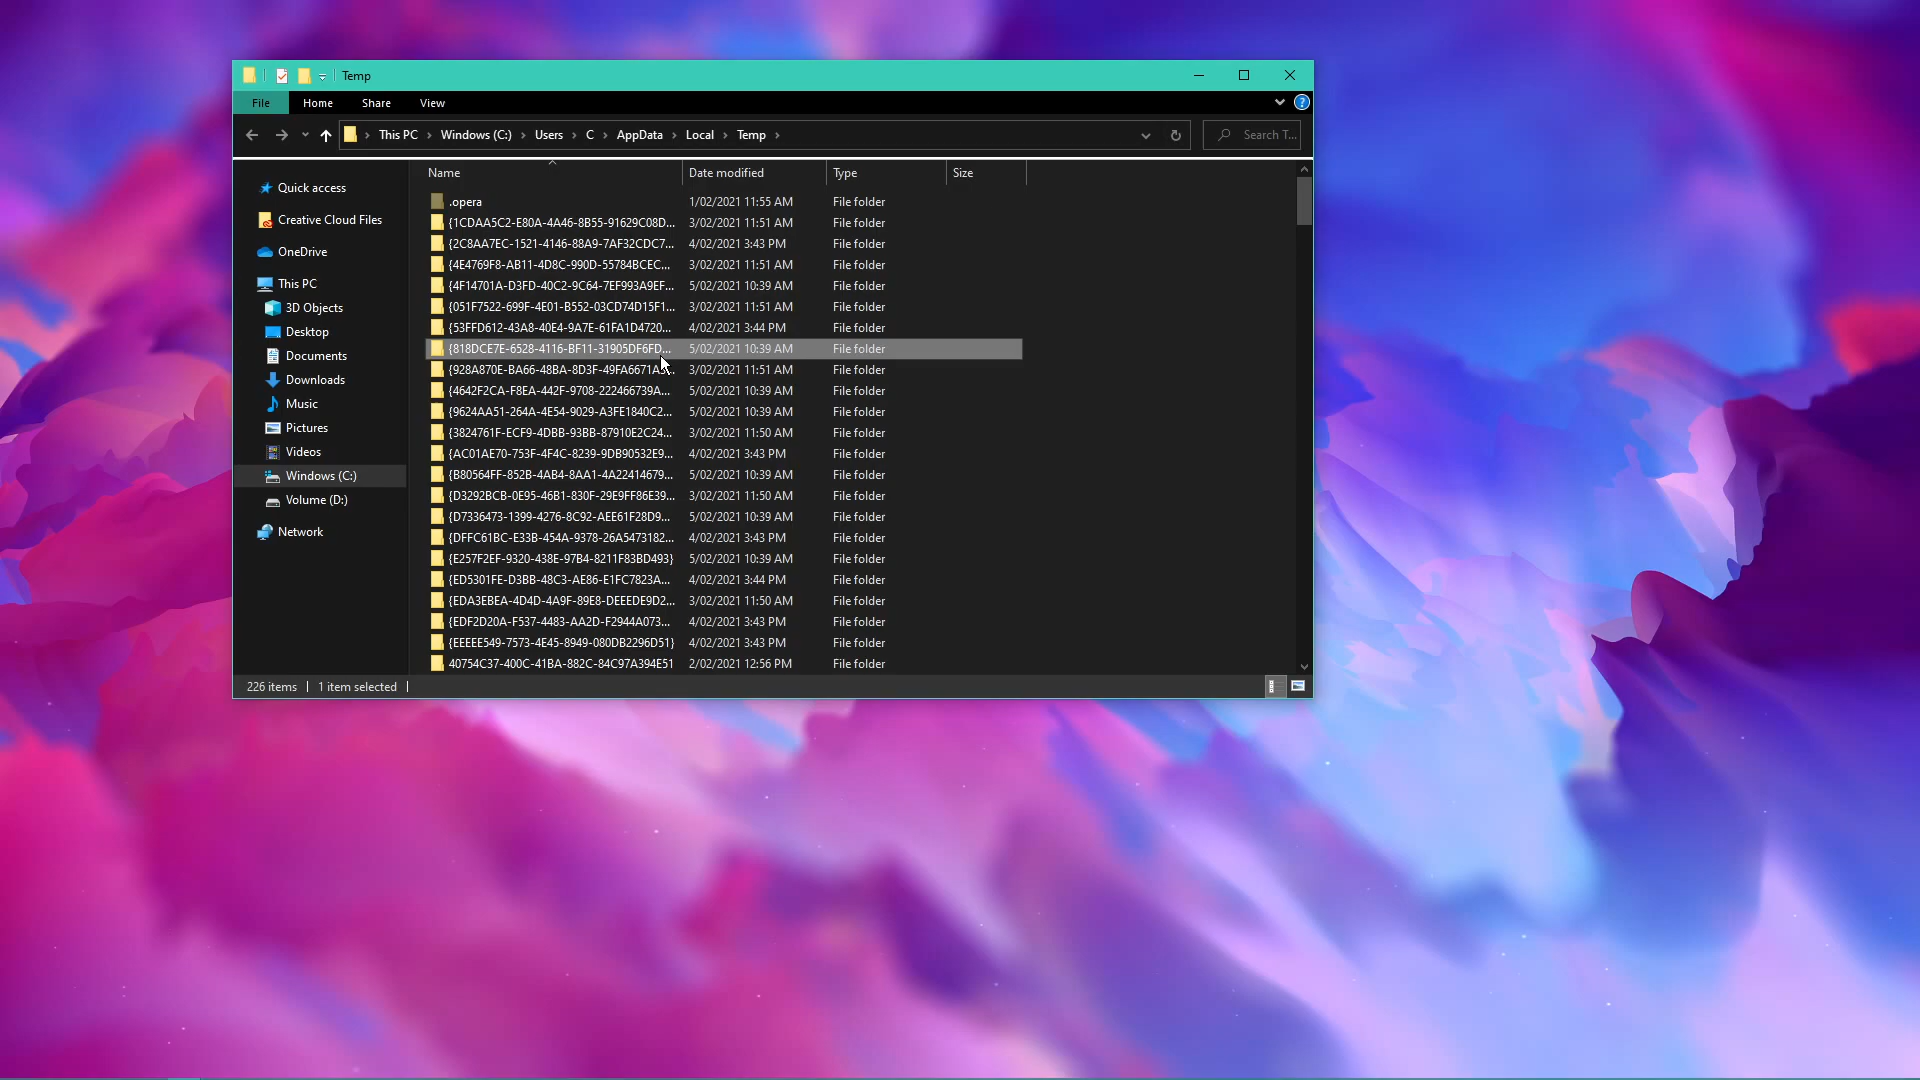 Temp
File Home Share View
This PC Windows (C:) Users C AppData Local Temp Search T...
Name Date modified Type Size
Quick access
Creative Cloud Files
OneDrive
This PC
3D Objects
Desktop
Documents
Downloads
Music
Pictures
Videos
Windows (C:)
Volume (D:)
Network
.opera 1/02/2021 11:55 AM File folder
{1CDAA5C2-E80A-4A46-8B55-91629C08D... 3/02/2021 11:51 AM File folder
{2C8AA7EC-1521-4146-88A9-7AF32CDC7... 4/02/2021 3:43 PM File folder
{4E4769F8-AB11-4D8C-990D-55784BCEC... 3/02/2021 11:51 AM File folder
{4F14701A-D3FD-40C2-9C64-7EF993A9EF... 5/02/2021 10:39 AM File folder
{051F7522-699F-4E01-B552-03CD74D15F1... 3/02/2021 11:51 AM File folder
{53FFD612-43A8-40E4-9A7E-61FA1D4720... 4/02/2021 3:44 PM File folder
{818DCE7E-6528-4116-BF11-31905DF6FD... 5/02/2021 10:39 AM File folder
{928A870E-BA66-48BA-8D3F-49FA6671A3... 3/02/2021 11:51 AM File folder
{4642F2CA-F8EA-442F-9708-222466739A... 5/02/2021 10:39 AM File folder
{9624AA51-264A-4E54-9029-A3FE1840C2... 5/02/2021 10:39 AM File folder
{3824761F-ECF9-4DBB-93BB-87910E2C24... 3/02/2021 11:50 AM File folder
{AC01AE70-753F-4F4C-8239-9DB90532E9... 4/02/2021 3:43 PM File folder
{B80564FF-852B-4AB4-8AA1-4A22414679... 5/02/2021 10:39 AM File folder
{D3292BCB-0E95-46B1-830F-29E9FF86E39... 3/02/2021 11:50 AM File folder
{D7336473-1399-4276-8C92-AEE61F28D9... 5/02/2021 10:39 AM File folder
{DFFC61BC-E33B-454A-9378-26A5473182... 4/02/2021 3:43 PM File folder
{E257F2EF-9320-438E-97B4-8211F83BD493} 5/02/2021 10:39 AM File folder
{ED5301FE-D3BB-48C3-AE86-E1FC7823A... 4/02/2021 3:44 PM File folder
{EDA3EBEA-4D4D-4A9F-89E8-DEEEDE9D2... 3/02/2021 11:50 AM File folder
{EDF2D20A-F537-4483-AA2D-F2944A073... 4/02/2021 3:43 PM File folder
{EEEEE549-7573-4E45-8949-080DB2296D51} 4/02/2021 3:43 PM File folder
40754C37-400C-41BA-882C-84C97A394E51 2/02/2021 12:56 PM File folder
226 items 1 item selected